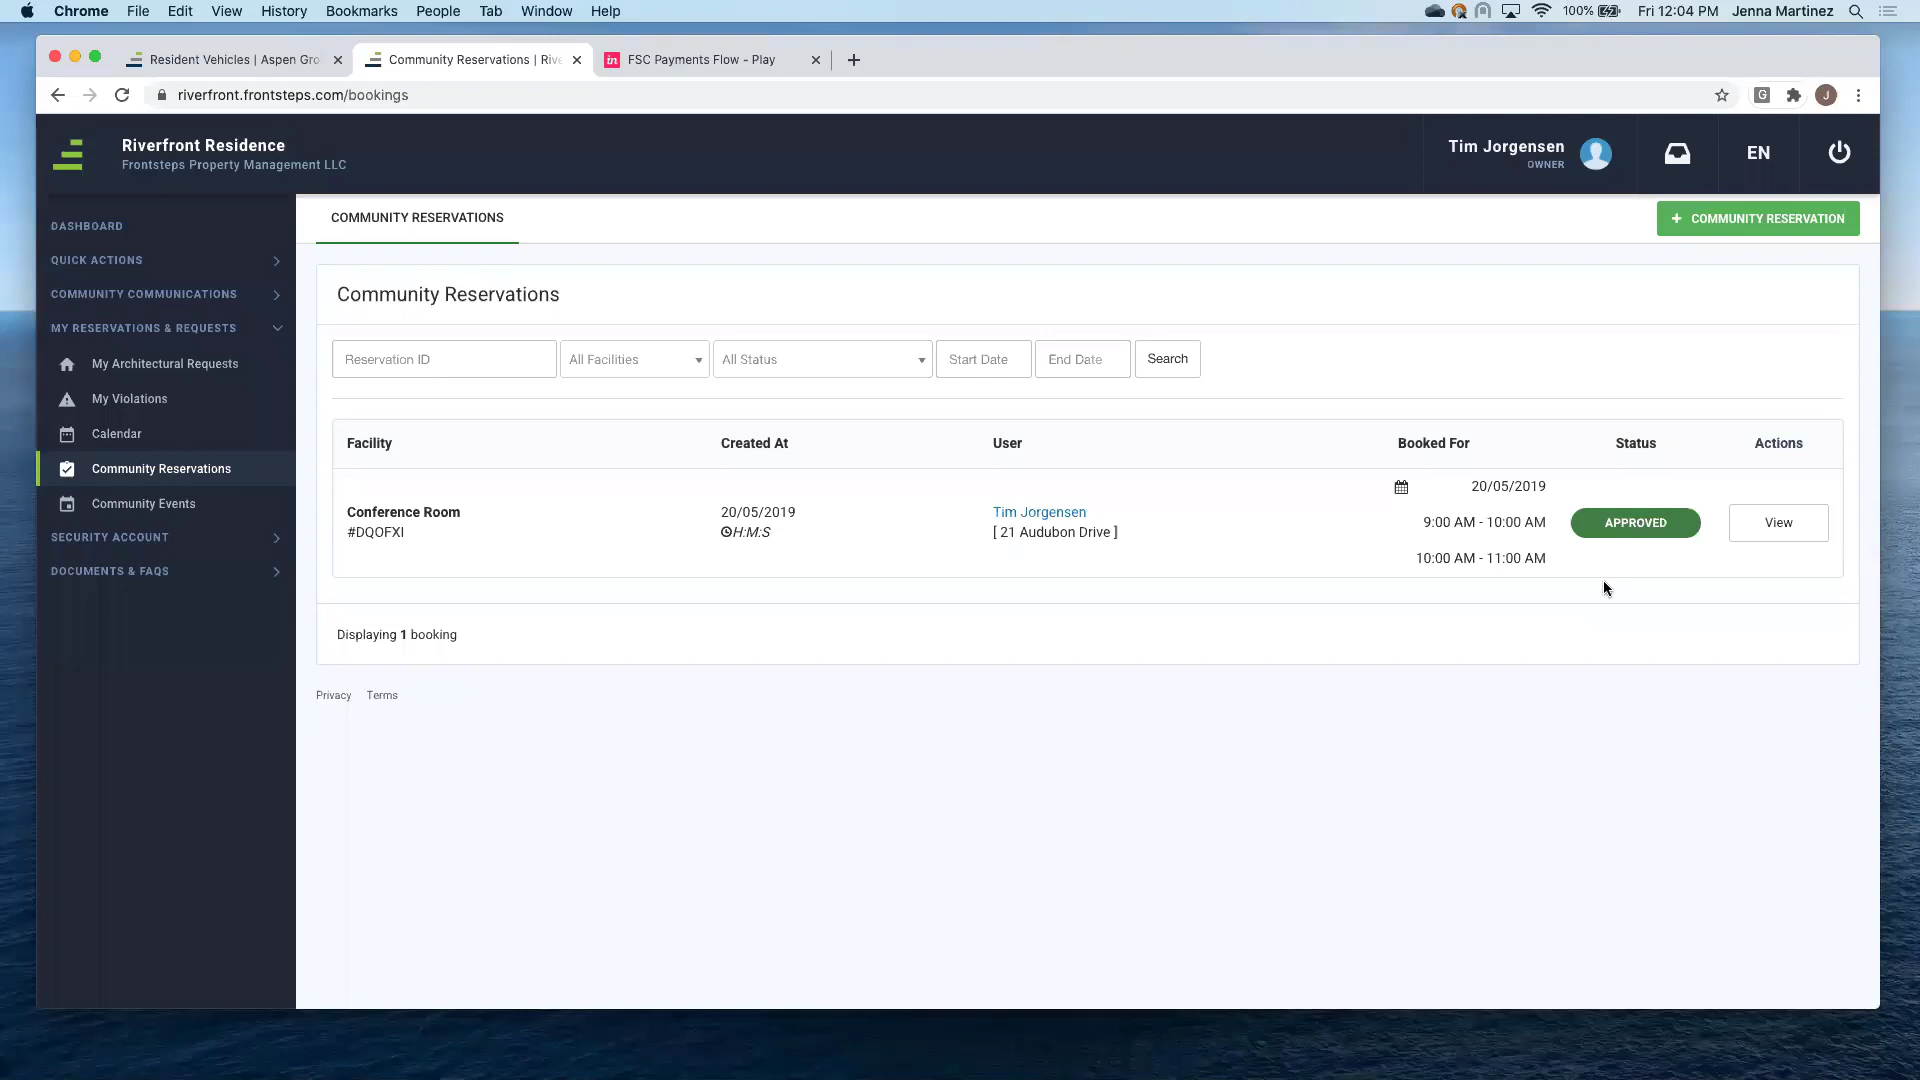 Chrome File Edit View History Bookmarks People Tab Window Help 100% Fri 12:04 PM Jenna Martinez
Resident Vehicles | Aspen Gro Community Reservations | Rive in FSC Payments Flow - Play
riverfront.frontsteps.com/bookings G J
Riverfront Residence
Frontsteps Property Management LLC
Tim Jorgensen
OWNER
EN
DASHBOARD
QUICK ACTIONS
COMMUNITY COMMUNICATIONS
MY RESERVATIONS & REQUESTS
My Architectural Requests
My Violations
Calendar
Community Reservations
Community Events
SECURITY ACCOUNT
DOCUMENTS & FAQS
COMMUNITY RESERVATIONS
+ COMMUNITY RESERVATION
Community Reservations
Reservation ID All Facilities All Status Start Date End Date Search
Facility Created At User Booked For Status Actions
Conference Room
#DQOFXI
20/05/2019
H:M:S
Tim Jorgensen
[ 21 Audubon Drive ]
20/05/2019
9:00 AM - 10:00 AM
10:00 AM - 11:00 AM
APPROVED
View
Displaying 1 booking
Privacy Terms